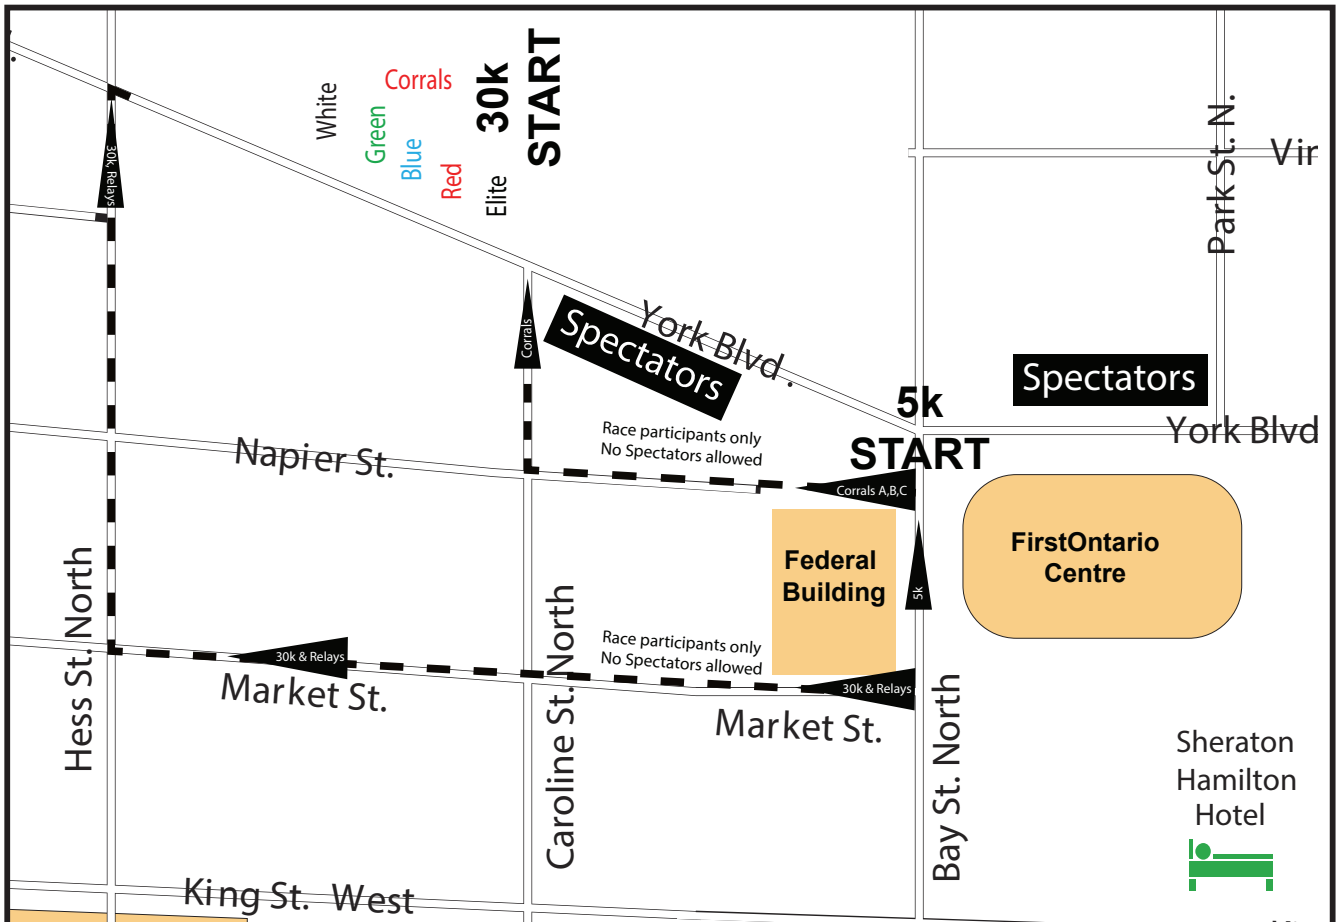 White
Corrals
Green
Blue
Red
Elite
30k
START
30k, Relays
Park St. N.
Vir
Corrals
Spectators
York Blvd.
Spectators
5k
START
York Blvd
Race participants only
No Spectators allowed
Napier St.
Corrals A,B,C
Federal
Building
FirstOntario
Centre
5k
Hess St. North
Caroline St. North
Race participants only
No Spectators allowed
30k & Relays
30k & Relays
Market St.
Market St.
Bay St. North
Sheraton
Hamilton
Hotel
King St. West